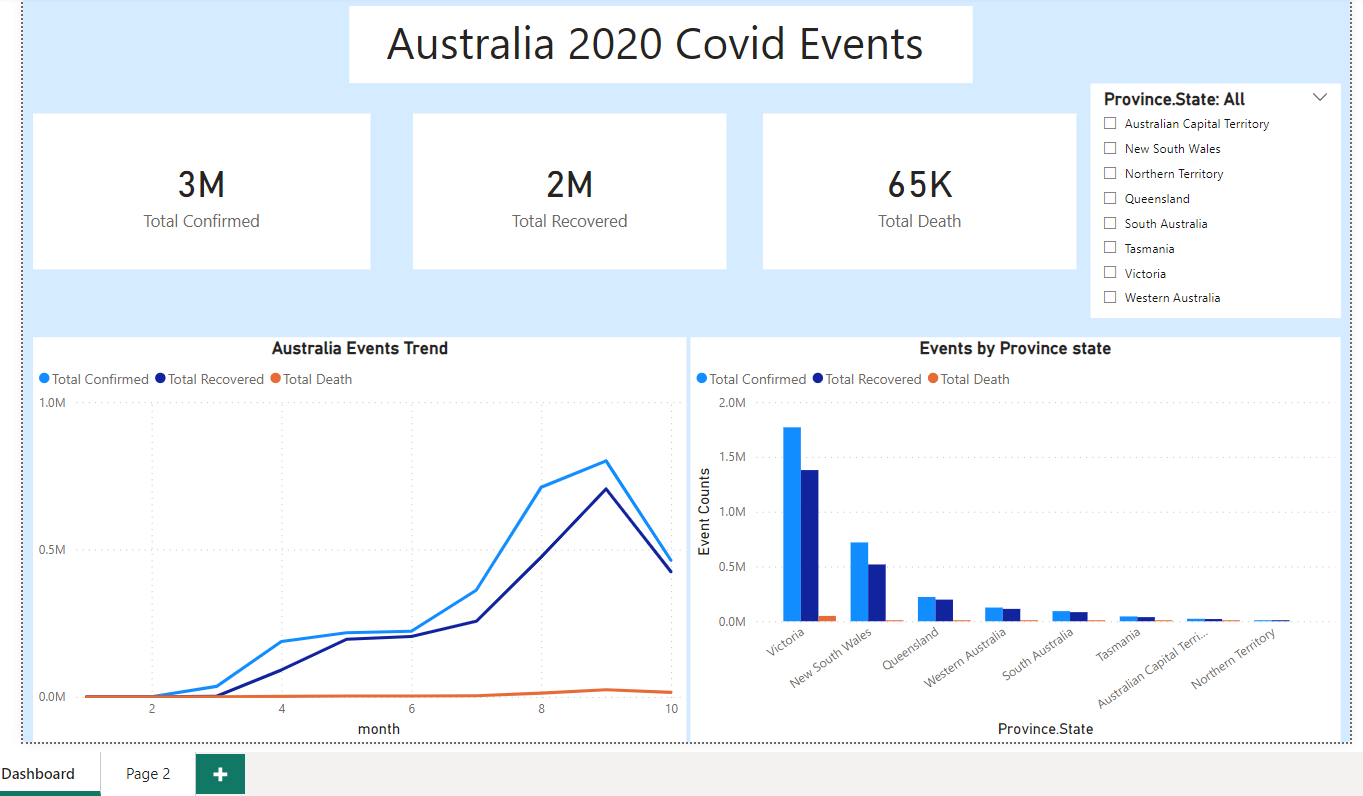 Australia 2020 Covid Events
3M
Total Confirmed
2M
Total Recovered
65K
Total Death
Province.State: All
Australian Capital Territory
New South Wales
Northern Territory
Queensland
South Australia
Tasmania
Victoria
Western Australia
Australia Events Trend
Total Confirmed Total Recovered Total Death
1.0M
0.5M
0.0M
2 4 6 8 10
month
Events by Province state
Total Confirmed Total Recovered Total Death
Event Counts
2.0M
1.5M
1.0M
0.5M
0.0M
Victoria
New South Wales
Queensland
Western Australia
South Australia
Tasmania
Australian Capital Terri...
Northern Territory
Province.State
Dashboard
Page 2
+